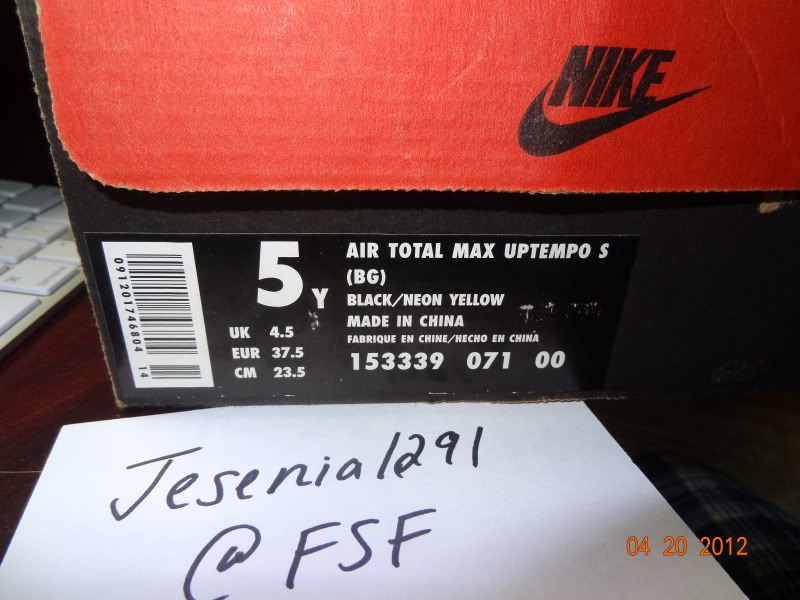 NIKE
091201746804
14
5 Y
UK 4.5
EUR 37.5
CM 23.5
AIR TOTAL MAX UPTEMPO S
(BG)
BLACK/NEON YELLOW
MADE IN CHINA
FABRIQUE EN CHINE/HECHO EN CHINA
153339 071 00
Jesenia1291
@ FSF
04 20 2012